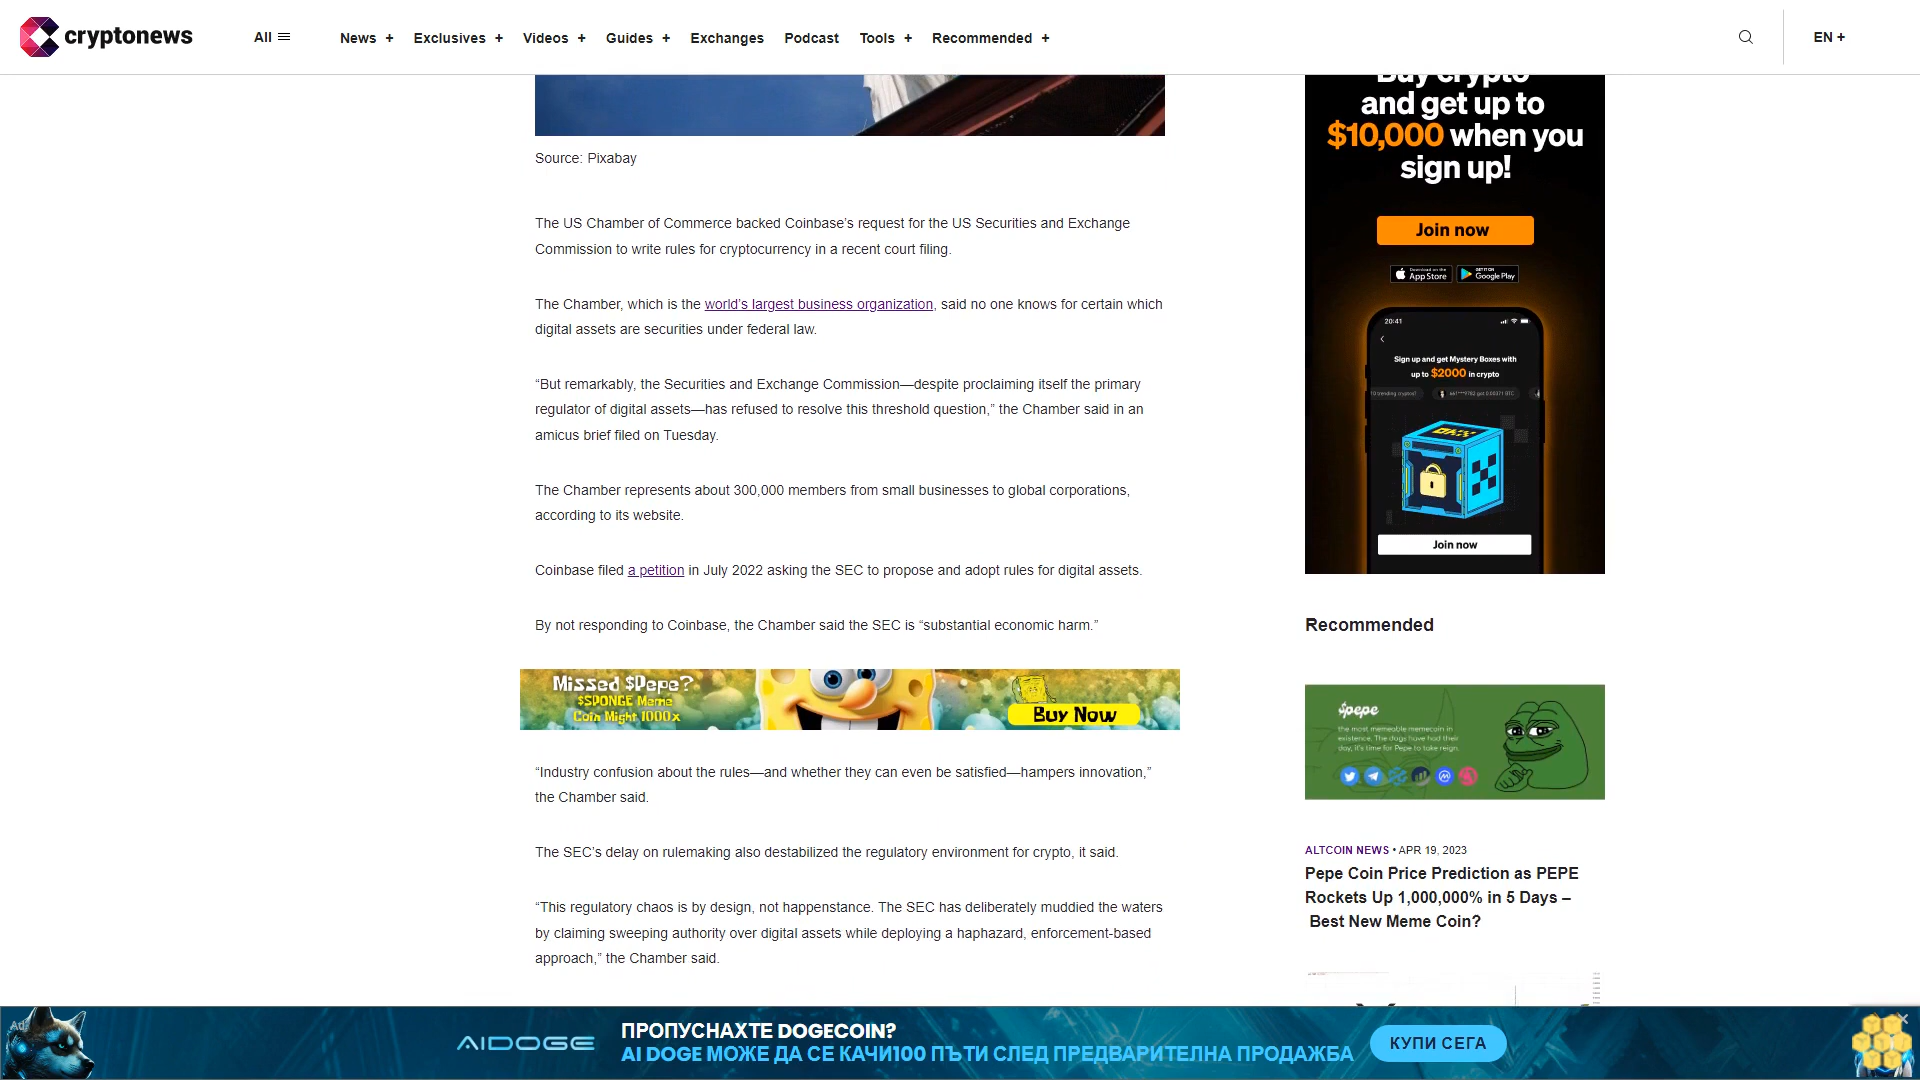 cryptonews
All
News +
Exclusives +
Videos +
Guides +
Exchanges
Podcast
Tools +
Recommended +
EN +
Source: Pixabay
The US Chamber of Commerce backed Coinbase’s request for the US Securities and Exchange
Commission to write rules for cryptocurrency in a recent court filing.
The Chamber, which is the world’s largest business organization, said no one knows for certain which
digital assets are securities under federal law.
“But remarkably, the Securities and Exchange Commission—despite proclaiming itself the primary
regulator of digital assets—has refused to resolve this threshold question,” the Chamber said in an
amicus brief filed on Tuesday.
The Chamber represents about 300,000 members from small businesses to global corporations,
according to its website.
Coinbase filed a petition in July 2022 asking the SEC to propose and adopt rules for digital assets.
By not responding to Coinbase, the Chamber said the SEC is “substantial economic harm.”
Missed $Pepe?
$SPONGE Meme
Coin Might 1000x
Buy Now
“Industry confusion about the rules—and whether they can even be satisfied—hampers innovation,”
the Chamber said.
The SEC’s delay on rulemaking also destabilized the regulatory environment for crypto, it said.
“This regulatory chaos is by design, not happenstance. The SEC has deliberately muddied the waters
by claiming sweeping authority over digital assets while deploying a haphazard, enforcement-based
approach,” the Chamber said.
Buy crypto
and get up to
$10,000 when you
sign up!
Join now
Download on the
App Store
GET IT ON
Google Play
20:41
Sign up and get Mystery Boxes with
up to $2000 in crypto
10 trending cryptos?
Join now
Recommended
$pepe
the most memeable memecoin in
existence. The dogs have had their
day, it's time for Pepe to take reign.
ALTCOIN NEWS • APR 19, 2023
Pepe Coin Price Prediction as PEPE
Rockets Up 1,000,000% in 5 Days –
Best New Meme Coin?
Ad
AIDOGE
ПРОПУСНАХТЕ DOGECOIN?
AI DOGE МОЖЕ ДА СЕ КАЧИ100 ПЪТИ СЛЕД ПРЕДВАРИТЕЛНА ПРОДАЖБА
КУПИ СЕГА